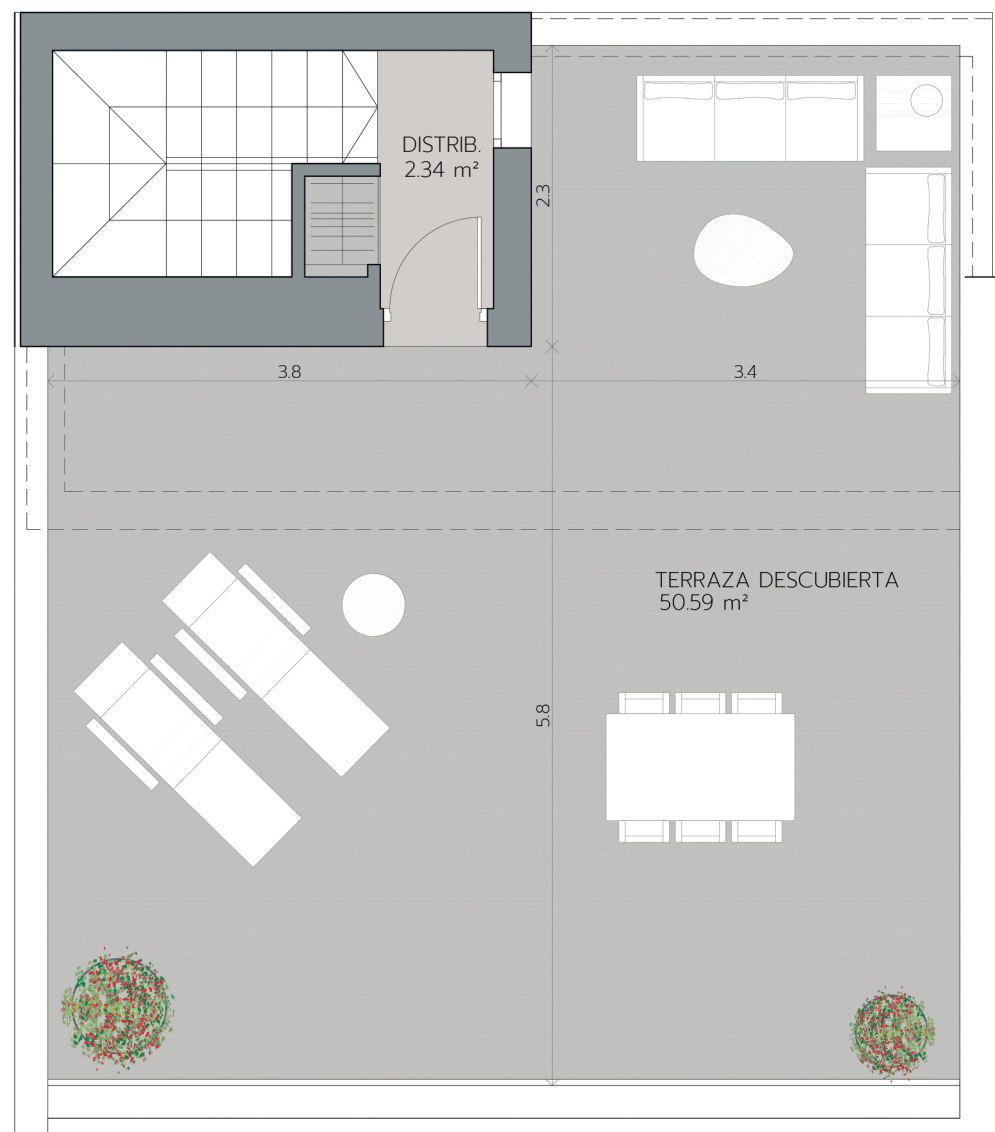 DISTRIB.
2.34 m²
2.3
3.8
3.4
TERRAZA DESCUBIERTA
50.59 m²
5.8